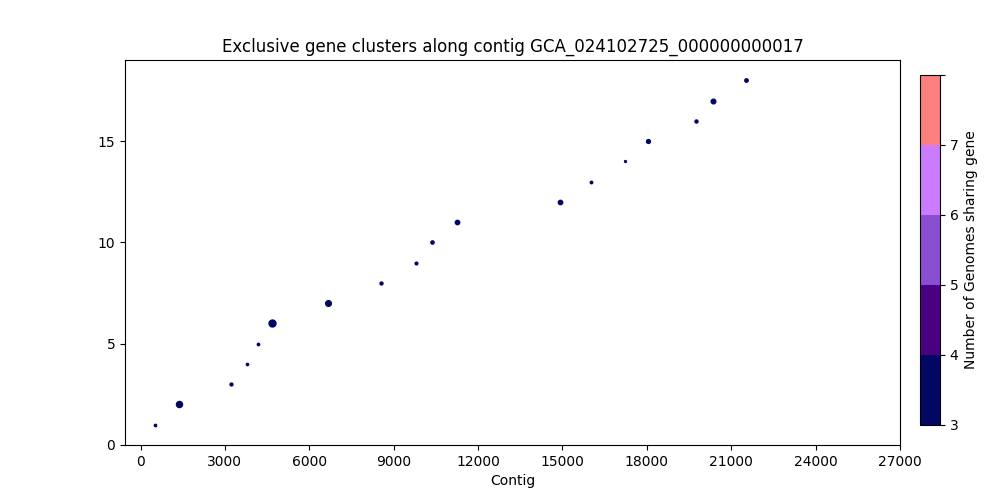 Exclusive gene clusters along contig GCA_024102725_000000000017
15
10
5
0
0 3000 6000 9000 12000 15000 18000 21000 24000 27000
Contig
7
6
5
4
3
Number of Genomes sharing gene